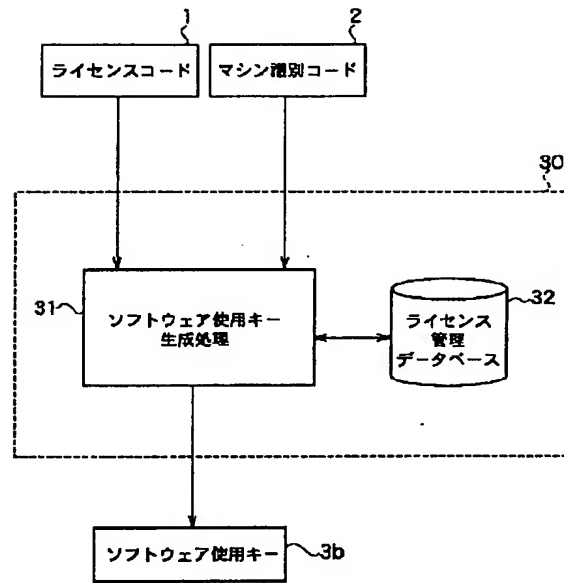 1
2
ライセンスコード
マシン識別コード
30
31
ソフトウェア使用キー
生成処理
32
ライセンス
管理
データベース
ソフトウェア使用キー
3b